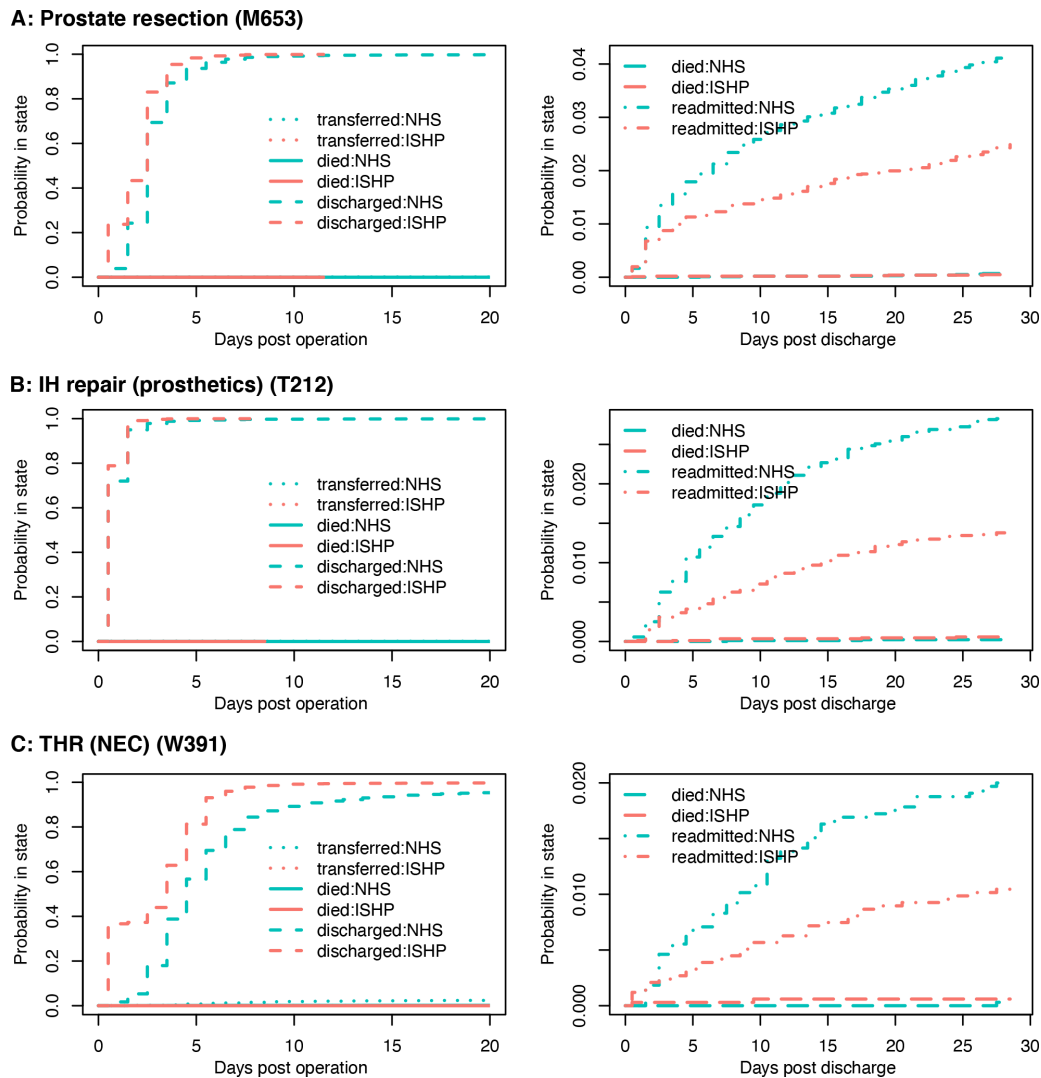 A: Prostate resection (M653)
Probability in state
0.0 0.2 0.4 0.6 0.8 1.0
transferred:NHS
transferred:ISHP
died:NHS
died:ISHP
discharged:NHS
discharged:ISHP
0 5 10 15 20
Days post operation
Probability in state
0.00 0.01 0.02 0.03 0.04
died:NHS
died:ISHP
readmitted:NHS
readmitted:ISHP
0 5 10 15 20 25 30
Days post discharge
B: IH repair (prosthetics) (T212)
Probability in state
0.0 0.2 0.4 0.6 0.8 1.0
transferred:NHS
transferred:ISHP
died:NHS
died:ISHP
discharged:NHS
discharged:ISHP
0 5 10 15 20
Days post operation
Probability in state
0.000 0.010 0.020
died:NHS
died:ISHP
readmitted:NHS
readmitted:ISHP
0 5 10 15 20 25 30
Days post discharge
C: THR (NEC) (W391)
Probability in state
0.0 0.2 0.4 0.6 0.8 1.0
transferred:NHS
transferred:ISHP
died:NHS
died:ISHP
discharged:NHS
discharged:ISHP
0 5 10 15 20
Days post operation
Probability in state
0.000 0.010 0.020
died:NHS
died:ISHP
readmitted:NHS
readmitted:ISHP
0 5 10 15 20 25 30
Days post discharge